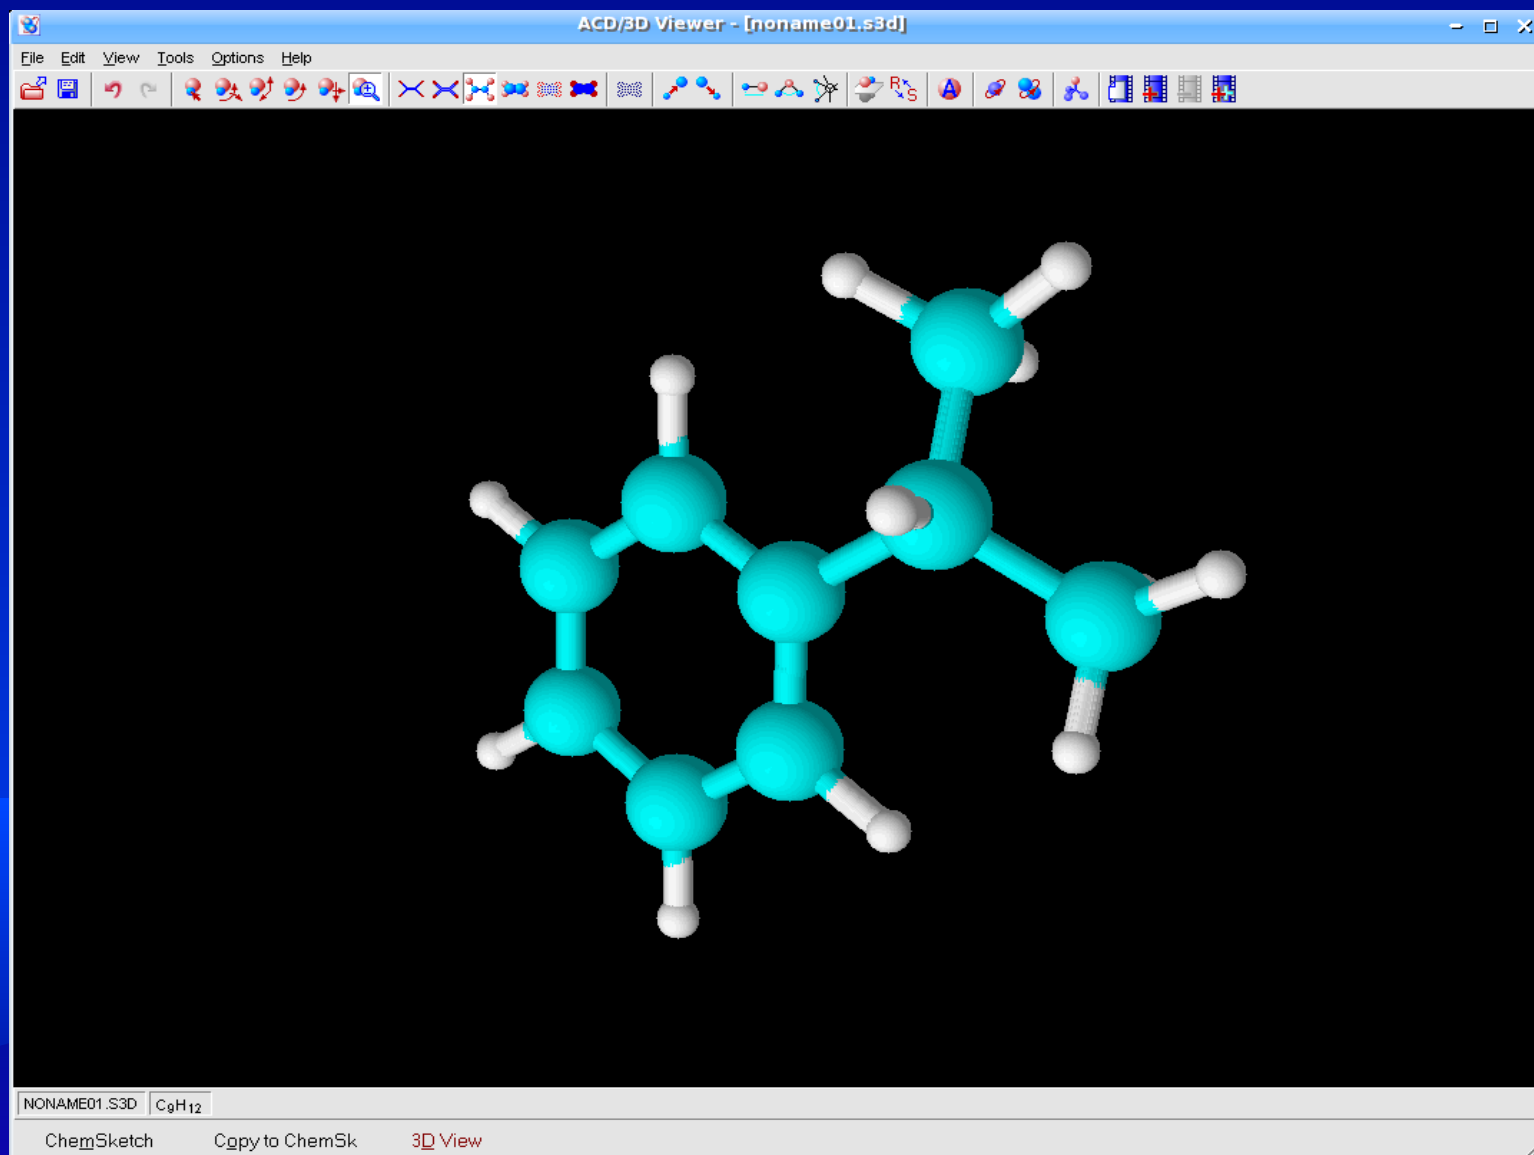 ACD/3D Viewer - [noname01.s3d]
File Edit View Tools Options Help
R S A
NONAME01.S3D C₉H₁₂
ChemSketch Copy to ChemSk 3D View